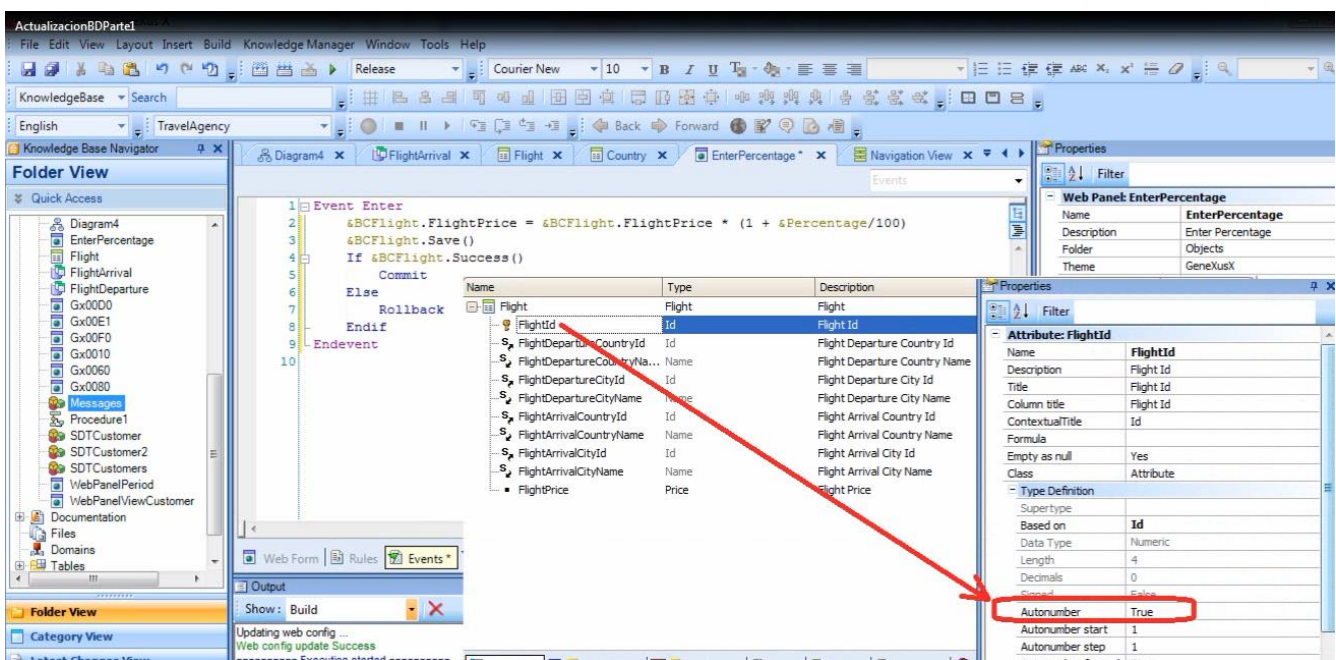 ActualizacionBDParte1
File Edit View Layout Insert Build Knowledge Manager Window Tools Help
Release Courier New 10 B I U ABC
KnowledgeBase Search
English TravelAgency Back Forward
Knowledge Base Navigator
Folder View
Quick Access
Diagram4
EnterPercentage
Flight
FlightArrival
FlightDeparture
Gx00D0
Gx00E1
Gx00F0
Gx0010
Gx0060
Gx0080
Messages
Procedure1
SDTCustomer
SDTCustomer2
SDTCustomers
WebPanelPeriod
WebPanelViewCustomer
Documentation
Files
Domains
Tables
Folder View
Category View
Diagram4 FlightArrival Flight Country EnterPercentage * Navigation View
Events
1 Event Enter
2 &BCFlight.FlightPrice = &BCFlight.FlightPrice * (1 + &Percentage/100)
3 &BCFlight.Save()
4 If &BCFlight.Success()
5 Commit
6 Else
7 Rollback
8 Endif
9 Endevent
10
Web Form Rules Events *
Output
Show: Build
Updating web config ...
Web config update Success
Name Type Description
Flight Flight Flight
FlightId Id Flight Id
FlightDepartureCountryId Id Flight Departure Country Id
FlightDepartureCountryNa... Name Flight Departure Country Name
FlightDepartureCityId Id Flight Departure City Id
FlightDepartureCityName Name Flight Departure City Name
FlightArrivalCountryId Id Flight Arrival Country Id
FlightArrivalCountryName Name Flight Arrival Country Name
FlightArrivalCityId Id Flight Arrival City Id
FlightArrivalCityName Name Flight Arrival City Name
FlightPrice Price Flight Price
Properties
Filter
Web Panel: EnterPercentage
Name EnterPercentage
Description Enter Percentage
Folder Objects
Theme GeneXusX
Properties
Filter
Attribute: FlightId
Name FlightId
Description Flight Id
Title Flight Id
Column title Flight Id
ContextualTitle Id
Formula
Empty as null Yes
Class Attribute
Type Definition
Supertype
Based on Id
Data Type Numeric
Length 4
Decimals 0
Signed False
Autonumber True
Autonumber start 1
Autonumber step 1